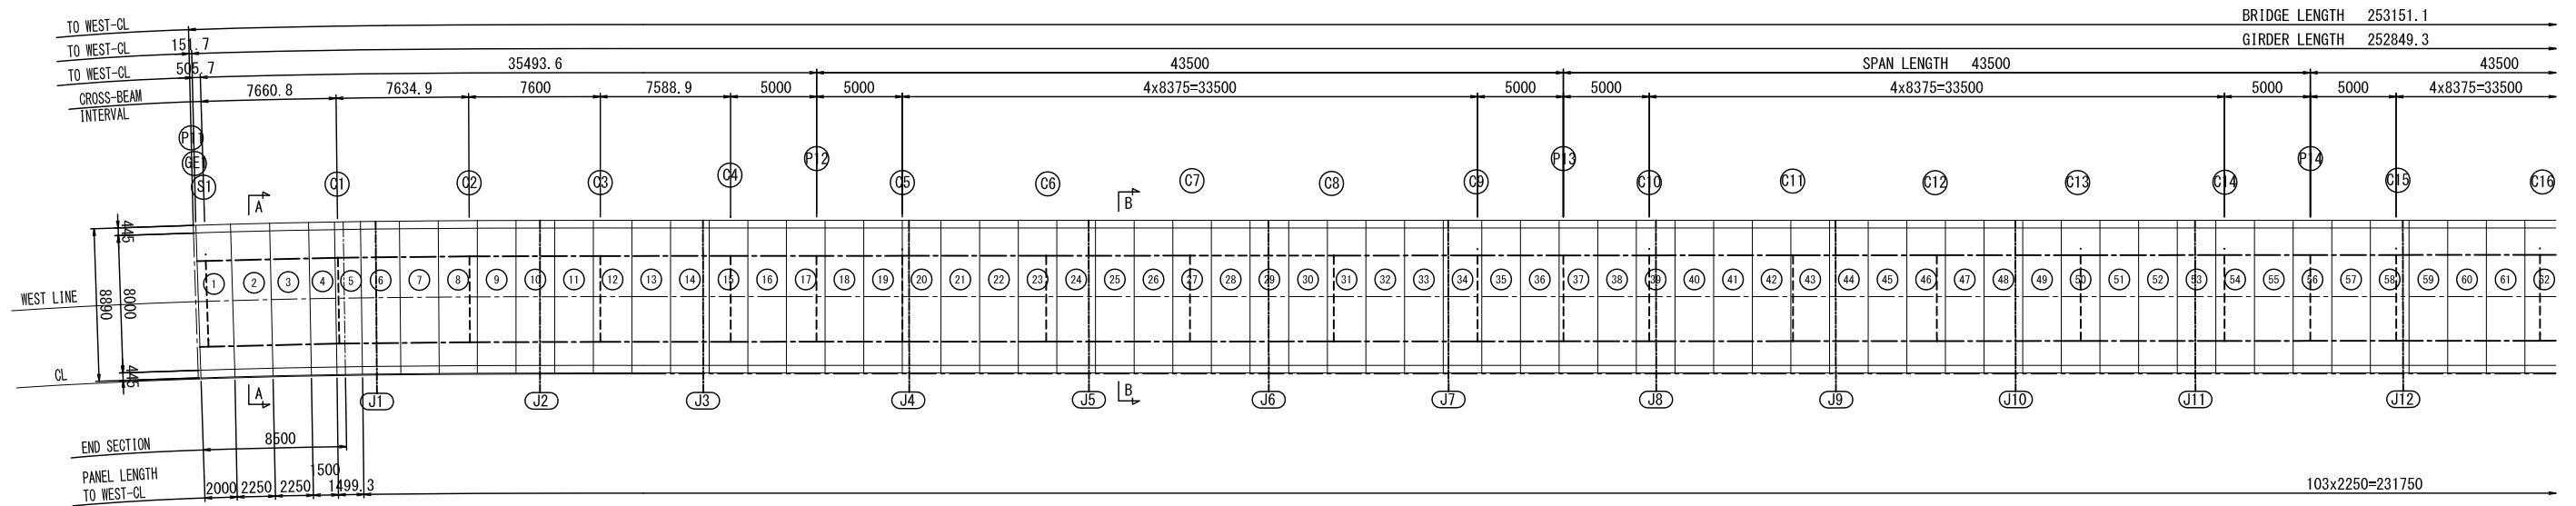 TO WEST-CL BRIDGE LENGTH 253151.1
TO WEST-CL 151.7 GIRDER LENGTH 252849.3
TO WEST-CL 505.7 35493.6 43500 SPAN LENGTH 43500 43500
CROSS-BEAM INTERVAL 7660.8 7634.9 7600 7588.9 5000 5000 4x8375=33500 5000 5000 4x8375=33500 5000 5000 4x8375=33500
P11 GE1 S1 C1 C2 C3 C4 P12 C5 C6 C7 C8 C9 P13 C10 C11 C12 C13 C14 P14 C15 C16
A B
445
1 2 3 4 5 6 7 8 9 10 11 12 13 14 15 16 17 18 19 20 21 22 23 24 25 26 27 28 29 30 31 32 33 34 35 36 37 38 39 40 41 42 43 44 45 46 47 48 49 50 51 52 53 54 55 56 57 58 59 60 61 62
WEST LINE 8890 8000
CL 445
A B
J1 J2 J3 J4 J5 J6 J7 J8 J9 J10 J11 J12
END SECTION 8500
PANEL LENGTH 1500
TO WEST-CL 2000 2250 2250 1499.3 103x2250=231750